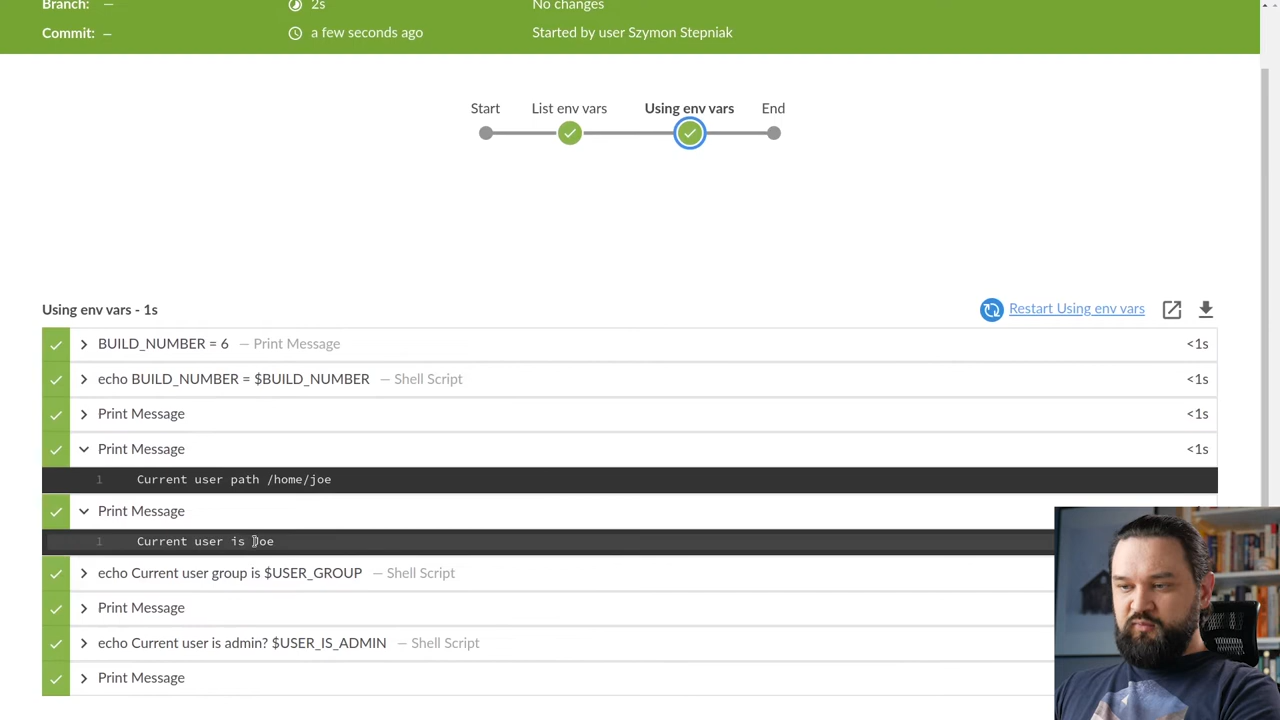 Branch: —
2s
No changes
Commit: —
a few seconds ago
Started by user Szymon Stepniak
Start
List env vars
Using env vars
End
Using env vars - 1s
Restart Using env vars
BUILD_NUMBER = 6 — Print Message <1s
echo BUILD_NUMBER = $BUILD_NUMBER — Shell Script <1s
Print Message <1s
Print Message <1s
1 Current user path /home/joe
Print Message
1 Current user is Joe
echo Current user group is $USER_GROUP — Shell Script
Print Message
echo Current user is admin? $USER_IS_ADMIN — Shell Script
Print Message